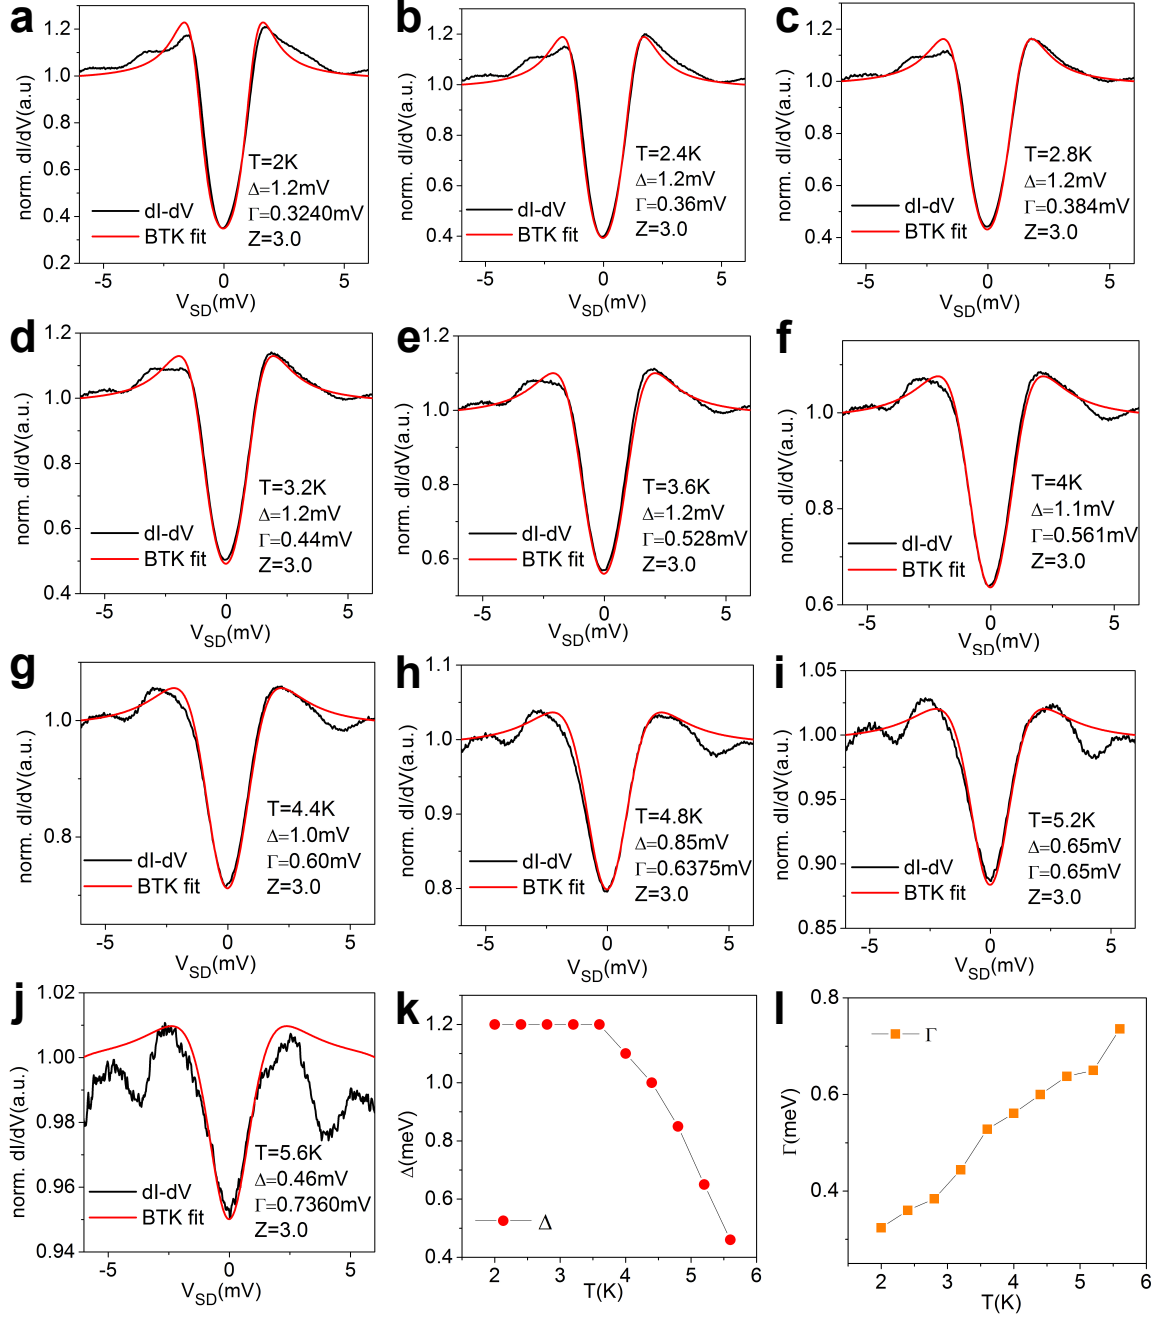 a
norm. dI/dV(a.u)
1.2
1.0
0.8
0.6
0.4
0.2
T=2K
Δ=1.2mV
Γ=0.3240mV
Z=3.0
dI-dV
BTK fit
-5
0
5
V_SD(mV)
b
norm. dI/dV(a.u.)
1.2
1.0
0.8
0.6
0.4
T=2.4K
Δ=1.2mV
Γ=0.36mV
Z=3.0
dI-dV
BTK fit
-5
0
5
V_SD(mV)
c
norm. dI/dV(a.u.)
1.2
1.0
0.8
0.6
0.4
T=2.8K
Δ=1.2mV
Γ=0.384mV
Z=3.0
dI-dV
BTK fit
-5
0
5
V_SD(mV)
d
norm. dI/dV(a.u.)
1.2
1.0
0.8
0.6
0.4
T=3.2K
Δ=1.2mV
Γ=0.44mV
Z=3.0
dI-dV
BTK fit
-5
0
5
V_SD(mV)
e
norm. dI/dV(a.u.)
1.2
1.0
0.8
0.6
T=3.6K
Δ=1.2mV
Γ=0.528mV
Z=3.0
dI-dV
BTK fit
-5
0
5
V_SD(mV)
f
norm. dI/dV(a.u.)
1.0
0.8
0.6
T=4K
Δ=1.1mV
Γ=0.561mV
Z=3.0
dI-dV
BTK fit
-5
0
5
V_SD(mV)
g
norm. dI/dV(a.u.)
1.0
0.8
T=4.4K
Δ=1.0mV
Γ=0.60mV
Z=3.0
dI-dV
BTK fit
-5
0
5
V_SD(mV)
h
norm. dI/dV(a.u.)
1.1
1.0
0.9
0.8
T=4.8K
Δ=0.85mV
Γ=0.6375mV
Z=3.0
dI-dV
BTK fit
-5
0
5
V_SD(mV)
i
norm. dI/dV(a.u.)
1.05
1.00
0.95
0.90
0.85
T=5.2K
Δ=0.65mV
Γ=0.65mV
Z=3.0
dI-dV
BTK fit
-5
0
5
V_SD(mV)
j
norm. dI/dV(a.u.)
1.02
1.00
0.98
0.96
0.94
T=5.6K
Δ=0.46mV
Γ=0.7360mV
Z=3.0
dI-dV
BTK fit
-5
0
5
V_SD(mV)
k
Δ(meV)
1.2
1.0
0.8
0.6
0.4
Δ
2
3
4
5
6
T(K)
l
Γ(meV)
0.8
0.6
0.4
Γ
2
3
4
5
6
T(K)